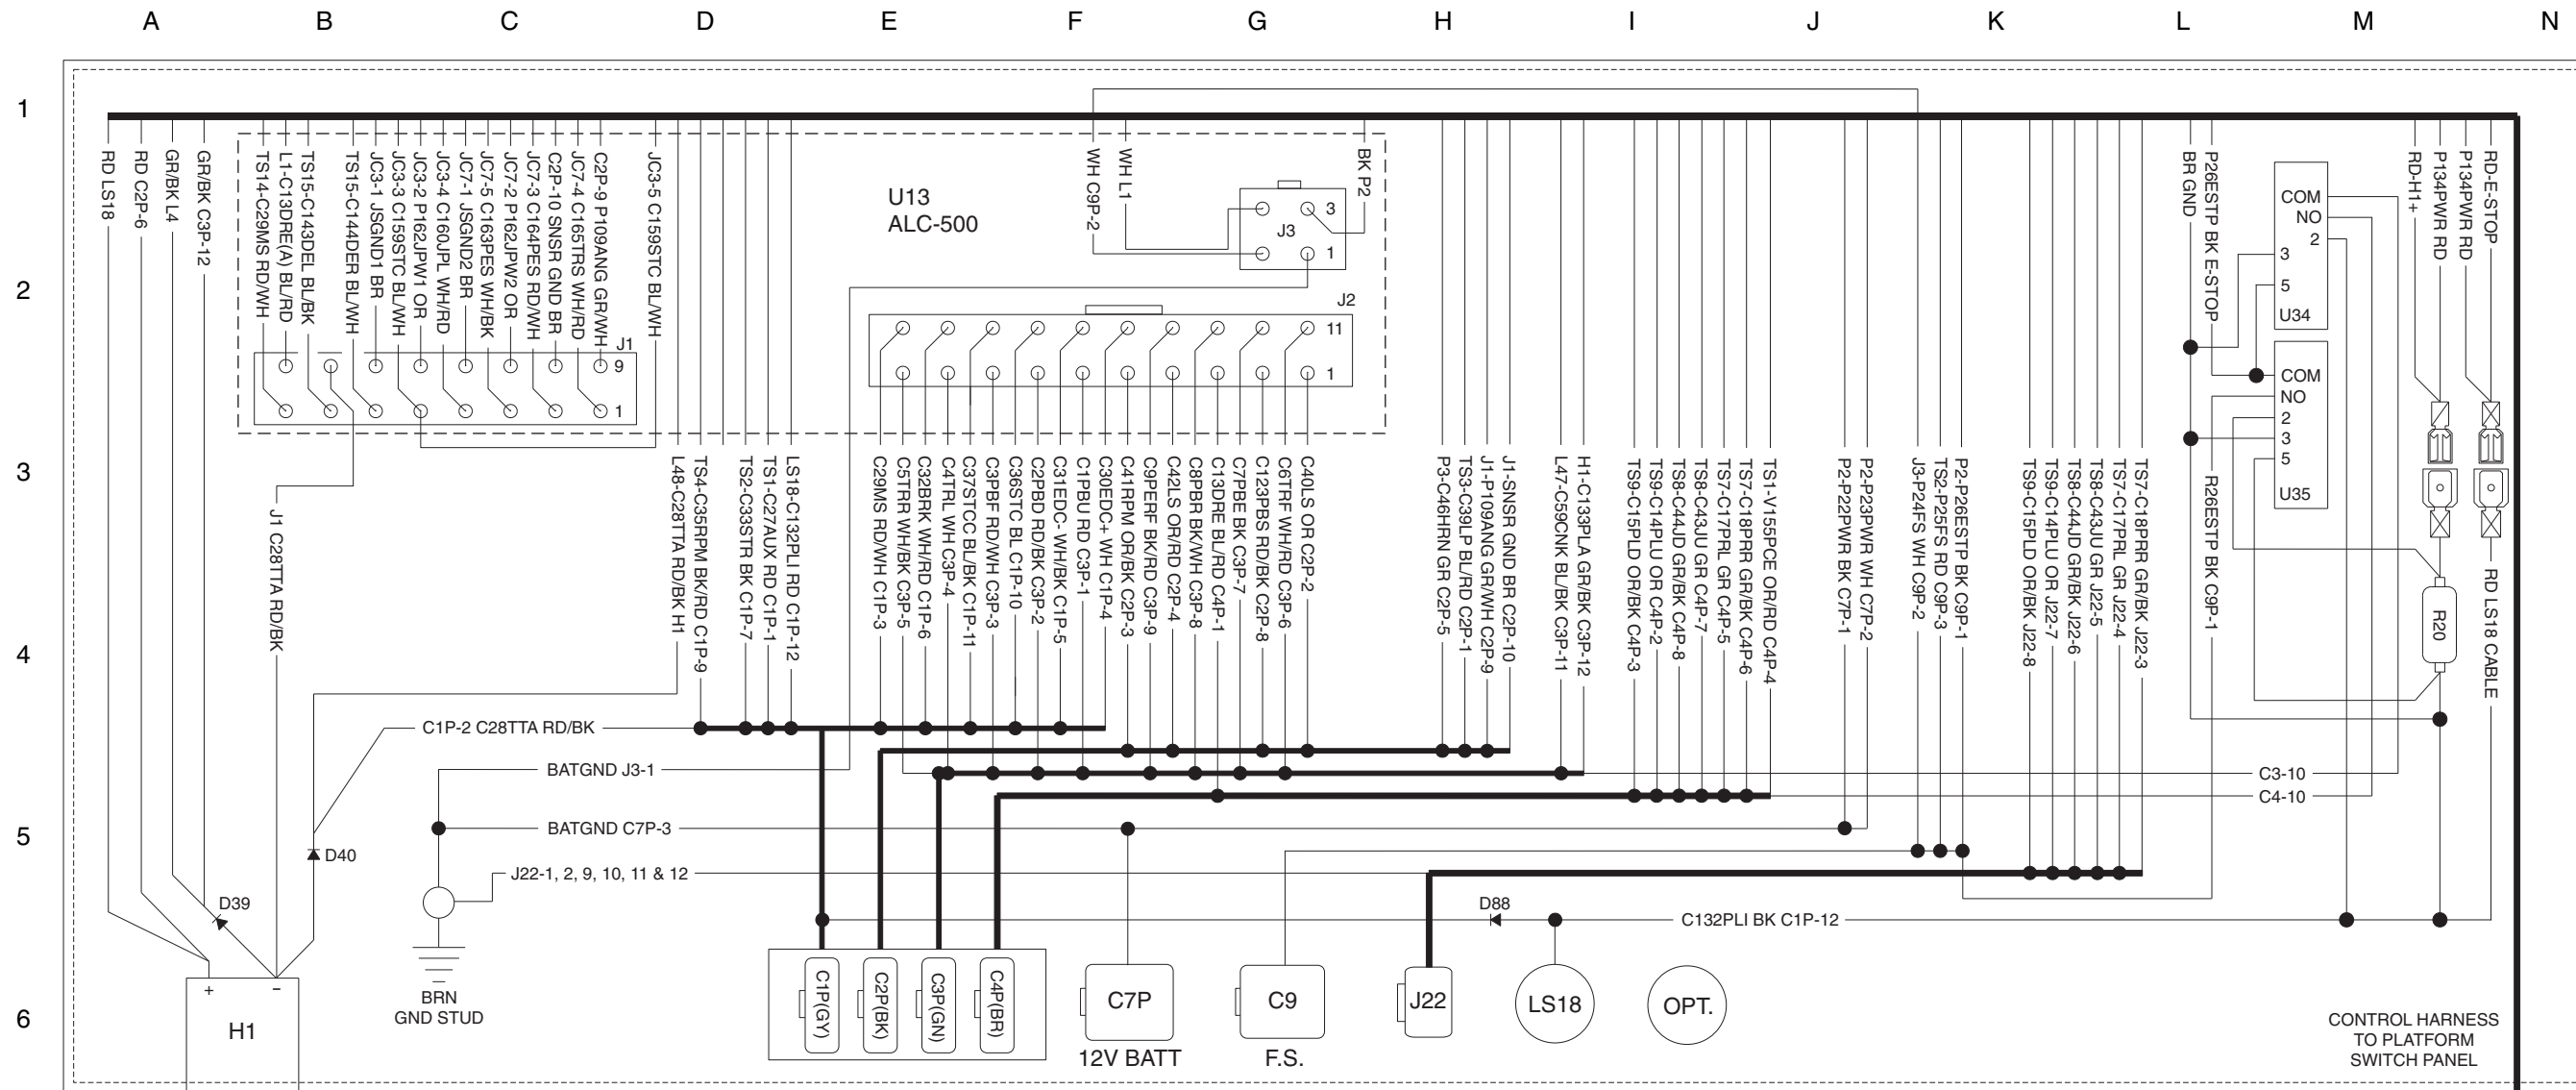 A B C D E F G H I J K L M N
1
2
3
4
5
6
RD LS18
RD C2P-6
GR/BK L4
GR/BK C3P-12
TS14-C29MS RD/WH
L1-C13DRE(A) BL/RD
TS15-C143DEL BL/BK
TS15-C144DER BL/WH
JC3-1 JSGND1 BR
JC3-3 C159STC BL/WH
JC3-2 P162JPW1 OR
JC3-4 C160JPL WH/RD
JC7-1 JSGND2 BR
JC7-5 C163PES WH/BK
JC7-2 P162JPW2 OR
JC7-3 C164PES RD/WH
C2P-10 SNSR GND BR
JC7-4 C165TRS WH/RD
C2P-9 P109ANG GR/WH
JC3-5 C159STC BL/WH
J1
9
1
U13
ALC-500
WH C9P-2
WH L1
BK P2
3
J3
1
J2
11
1
BR GND
P26ESTP BK E-STOP
COM
NO
2
3
5
U34
COM
NO
2
3
5
U35
RD-H1+
P134PWR RD
P134PWR RD
RD-E-STOP
J1 C28TTA RD/BK
L48-C28TTA RD/BK H1
TS4-C35RPM BK/RD C1P-9
TS2-C33STR BK C1P-7
TS1-C27AUX RD C1P-1
LS18-C132PLI RD C1P-12
C29MS RD/WH C1P-3
C5TRR WH/BK C3P-5
C32BRK WH/RD C1P-6
C4TRL WH C3P-4
C37STCC BL/BK C1P-11
C3PBF RD/WH C3P-3
C36STC BL C1P-10
C2PBD RD/BK C3P-2
C31EDC- WH/BK C1P-5
C1PBU RD C3P-1
C30EDC+ WH C1P-4
C41RPM OR/BK C2P-3
C9PERF BK/RD C3P-9
C42LS OR/RD C2P-4
C8PBR BK/WH C3P-8
C13DRE BL/RD C4P-1
C7PBE BK C3P-7
C123PBS RD/BK C2P-8
C6TRF WH/RD C3P-6
C40LS OR C2P-2
P3-C46HRN GR C2P-5
TS3-C39LP BL/RD C2P-1
J1-P109ANG GR/WH C2P-9
J1-SNSR GND BR C2P-10
L47-C59CNK BL/BK C3P-11
H1-C133PLA GR/BK C3P-12
TS9-C15PLD OR/BK C4P-3
TS9-C14PLU OR C4P-2
TS8-C44JD GR/BK C4P-8
TS8-C43JU GR C4P-7
TS7-C17PRL GR C4P-5
TS7-C18PRR GR/BK C4P-6
TS1-V155PCE OR/RD C4P-4
P2-P22PWR BK C7P-1
P2-P23PWR WH C7P-2
J3-P24FS WH C9P-2
TS2-P25FS RD C9P-3
P2-P26ESTP BK C9P-1
TS9-C15PLD OR/BK J22-8
TS9-C14PLU OR J22-7
TS8-C44JD GR/BK J22-6
TS8-C43JU GR J22-5
TS7-C17PRL GR J22-4
TS7-C18PRR GR/BK J22-3
R26ESTP BK C9P-1
R20
RD LS18 CABLE
C1P-2 C28TTA RD/BK
BATGND J3-1
C3-10
C4-10
BATGND C7P-3
D40
J22-1, 2, 9, 10, 11 & 12
D39
D88
C132PLI BK C1P-12
+
−
H1
BRN
GND STUD
C1P(GY)
C2P(BK)
C3P(GN)
C4P(BR)
C7P
12V BATT
C9
F.S.
J22
LS18
OPT.
CONTROL HARNESS
TO PLATFORM
SWITCH PANEL